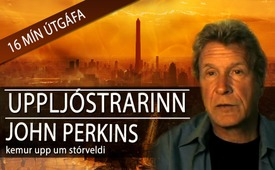 16 MÍN ÚTGÁFA
UPPLJÓSTRARINN
JOHN PERKINS
kemur upp um stórveldi